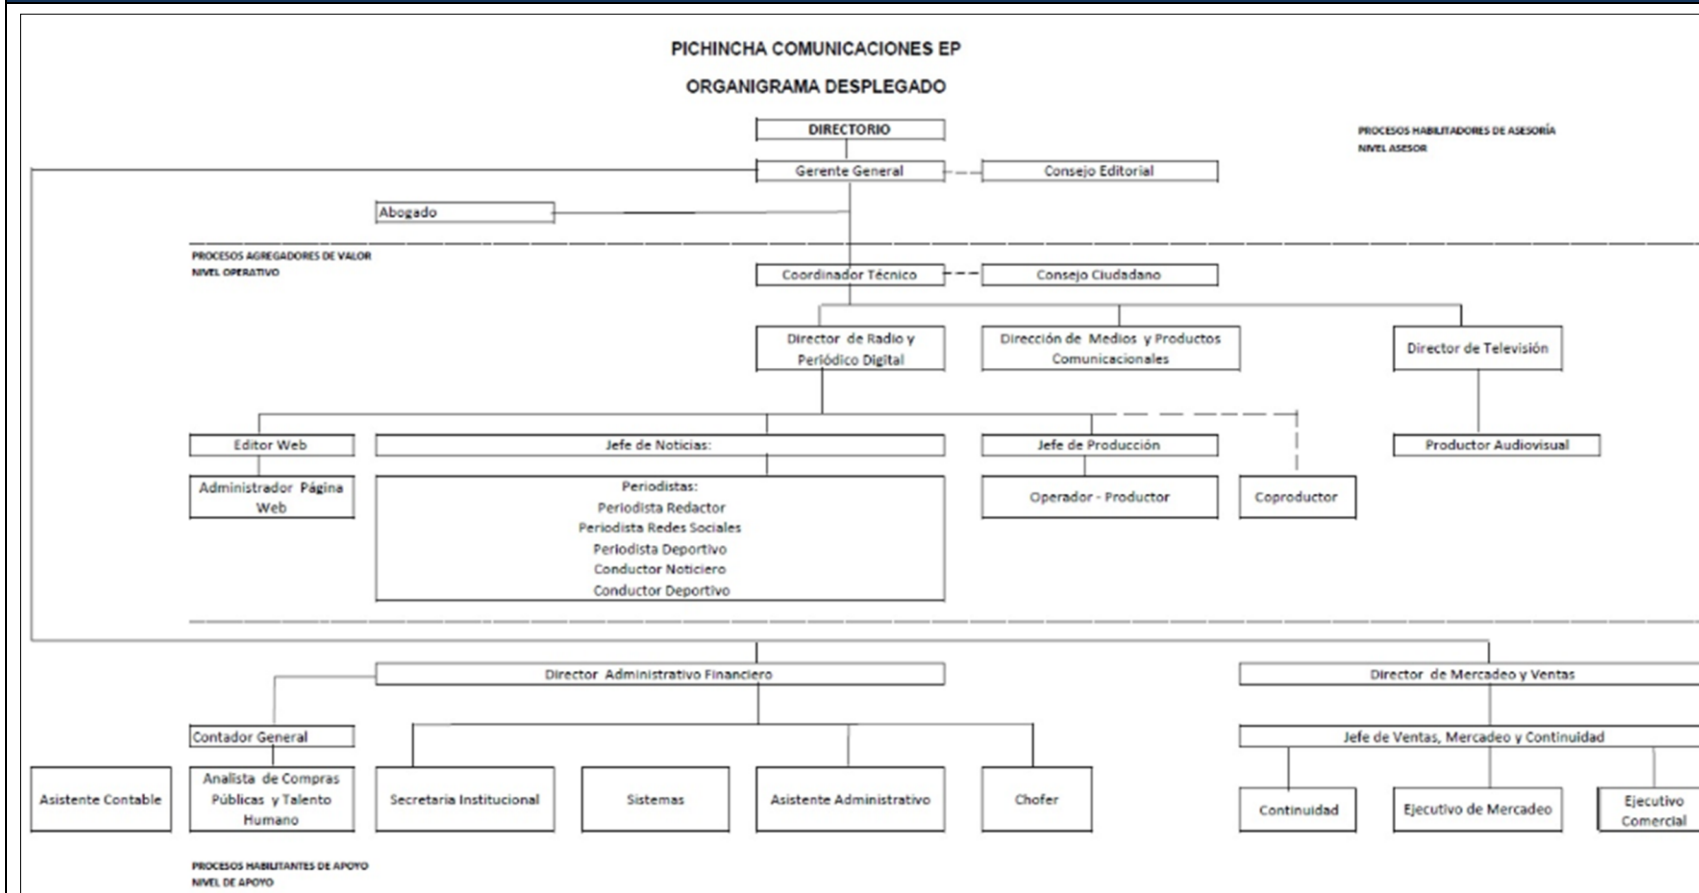 PICHINCHA COMUNICACIONES EP
ORGANIGRAMA DESPLEGADO
DIRECTORIO
PROCESOS HABILITADORES DE ASESORÍA
NIVEL ASESOR
Gerente General
Consejo Editorial
Abogado
PROCESOS AGREGADORES DE VALOR
NIVEL OPERATIVO
Coordinador Técnico
Consejo Ciudadano
Director de Radio y
Periódico Digital
Dirección de Medios y Productos
Comunicacionales
Director de Televisión
Editor Web
Jefe de Noticias:
Jefe de Producción
Productor Audiovisual
Administrador Página
Web
Periodistas:
Periodista Redactor
Periodista Redes Sociales
Periodista Deportivo
Conductor Noticiero
Conductor Deportivo
Operador - Productor
Coproductor
Director Administrativo Financiero
Director de Mercadeo y Ventas
Contador General
Jefe de Ventas, Mercadeo y Continuidad
Asistente Contable
Analista de Compras
Públicas y Talento
Humano
Secretaria Institucional
Sistemas
Asistente Administrativo
Chofer
Continuidad
Ejecutivo de Mercadeo
Ejecutivo
Comercial
PROCESOS HABILITANTES DE APOYO
NIVEL DE APOYO